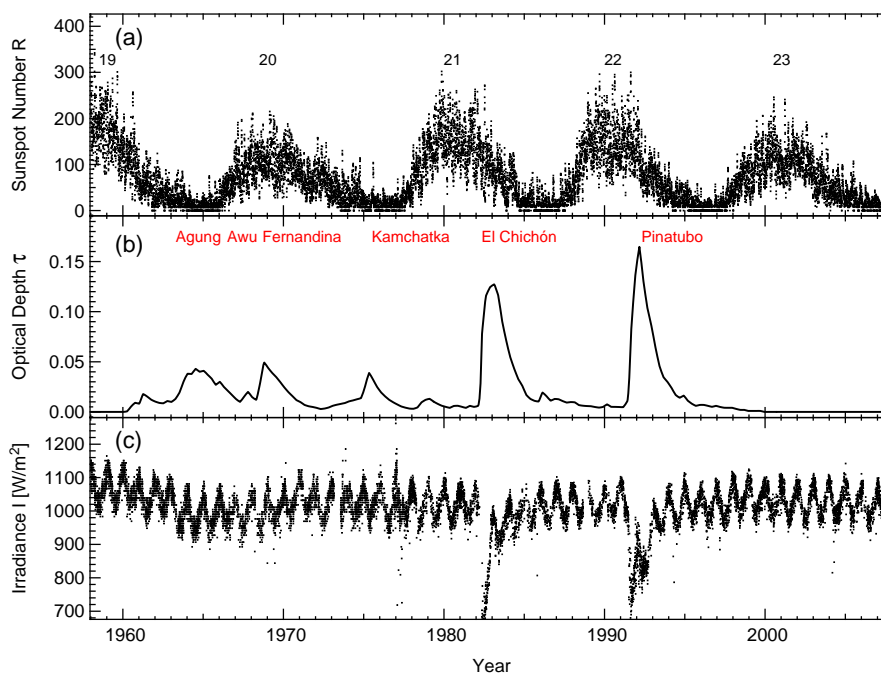 (a)
19 20 21 22 23
Sunspot Number R
400
300
200
100
0
(b)
Agung Awu Fernandina Kamchatka El Chichón Pinatubo
Optical Depth τ
0.15
0.10
0.05
0.00
(c)
Irradiance I [W/m²]
1200
1100
1000
900
800
700
1960 1970 1980 1990 2000
Year